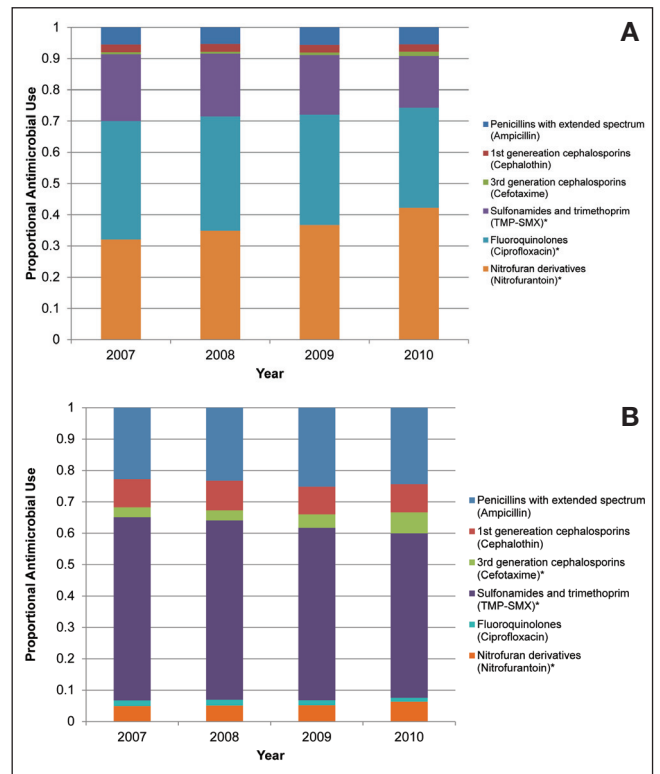 A
1
0.9
0.8
0.7
0.6
0.5
0.4
0.3
0.2
0.1
0
Proportional Antimicrobial Use
2007 2008 2009 2010
Year
Penicillins with extended spectrum
(Ampicillin)
1st genereation cephalosporins
(Cephalothin)
3rd generation cephalosporins
(Cefotaxime)
Sulfonamides and trimethoprim
(TMP-SMX)*
Fluoroquinolones
(Ciprofloxacin)*
Nitrofuran derivatives
(Nitrofurantoin)*
B
1
0.9
0.8
0.7
0.6
0.5
0.4
0.3
0.2
0.1
0
Proportional Antimicrobial Use
2007 2008 2009 2010
Year
Penicillins with extended spectrum
(Ampicillin)
1st genereation cephalosporins
(Cephalothin)
3rd generation cephalosporins
(Cefotaxime)*
Sulfonamides and trimethoprim
(TMP-SMX)*
Fluoroquinolones
(Ciprofloxacin)
Nitrofuran derivatives
(Nitrofurantoin)*